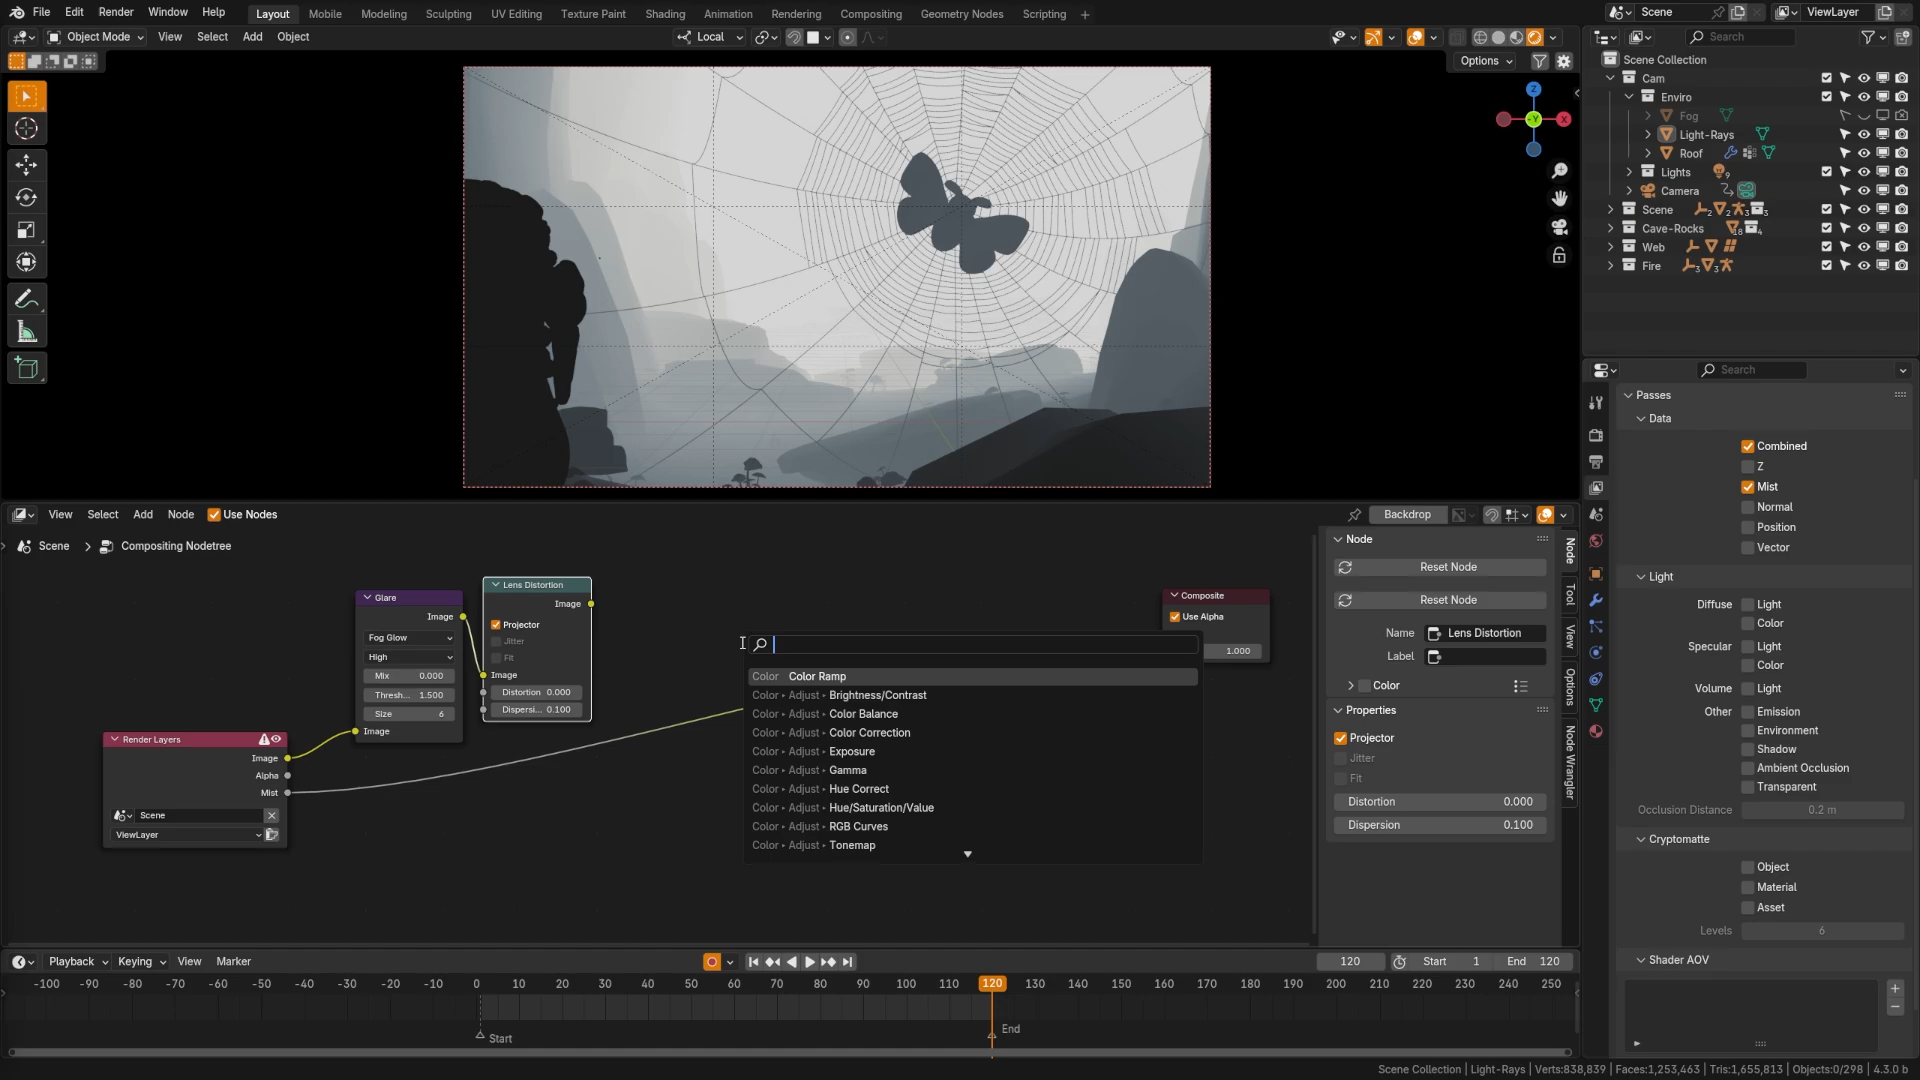 File Edit Render Window Help Layout Mobile Modeling Sculpting UV Editing Texture Paint Shading Animation Rendering Compositing Geometry Nodes Scripting + Scene ViewLayer
Object Mode View Select Add Object Local Search
Options
Scene Collection
Cam
Enviro
Fog
Light-Rays
Roof
Lights 9
Camera
Scene 2 2 3 3
Cave-Rocks 18 4
Web
Fire 3 3
Z
-Y
X
Search
Passes
Data
Combined
Z
Mist
Normal
Position
Vector
Light
Diffuse Light
Color
Specular Light
Color
Volume Light
Other Emission
Environment
Shadow
Ambient Occlusion
Transparent
Occlusion Distance 0.2 m
Cryptomatte
Object
Material
Asset
Levels 6
Shader AOV
View Select Add Node Use Nodes Backdrop
Scene > Compositing Nodetree
Glare
Image
Fog Glow
High
Mix 0.000
Thresh... 1.500
Size 6
Image
Lens Distortion
Image
Projector
Jitter
Fit
Image
Distortion 0.000
Dispersi... 0.100
Render Layers
Image
Alpha
Mist
Scene
ViewLayer
Composite
Use Alpha
1.000
Color Color Ramp
Color ▸ Adjust ▸ Brightness/Contrast
Color ▸ Adjust ▸ Color Balance
Color ▸ Adjust ▸ Color Correction
Color ▸ Adjust ▸ Exposure
Color ▸ Adjust ▸ Gamma
Color ▸ Adjust ▸ Hue Correct
Color ▸ Adjust ▸ Hue/Saturation/Value
Color ▸ Adjust ▸ RGB Curves
Color ▸ Adjust ▸ Tonemap
Node
Reset Node
Reset Node
Name Lens Distortion
Label
Color
Properties
Projector
Jitter
Fit
Distortion 0.000
Dispersion 0.100
Node
Tool
View
Options
Node Wrangler
Playback Keying View Marker 120 Start 1 End 120
-100 -90 -80 -70 -60 -50 -40 -30 -20 -10 0 10 20 30 40 50 60 70 80 90 100 110 120 130 140 150 160 170 180 190 200 210 220 230 240 250
Start
End
Scene Collection | Light-Rays | Verts:838,839 | Faces:1,253,463 | Tris:1,655,813 | Objects:0/298 | 4.3.0 b